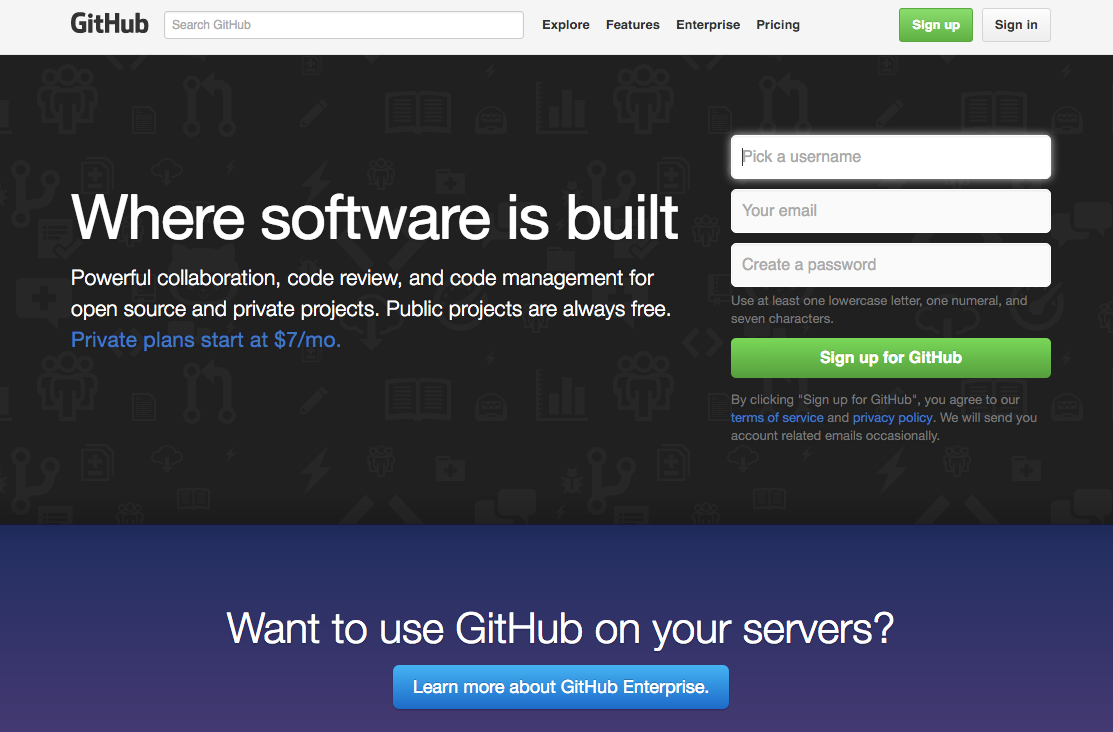 GitHub
Search GitHub
Explore Features Enterprise Pricing
Sign up
Sign in
Where software is built
Powerful collaboration, code review, and code management for
open source and private projects. Public projects are always free.
Private plans start at $7/mo.
Pick a username
Your email
Create a password
Use at least one lowercase letter, one numeral, and
seven characters.
Sign up for GitHub
By clicking "Sign up for GitHub", you agree to our
terms of service and privacy policy. We will send you
account related emails occasionally.
Want to use GitHub on your servers?
Learn more about GitHub Enterprise.